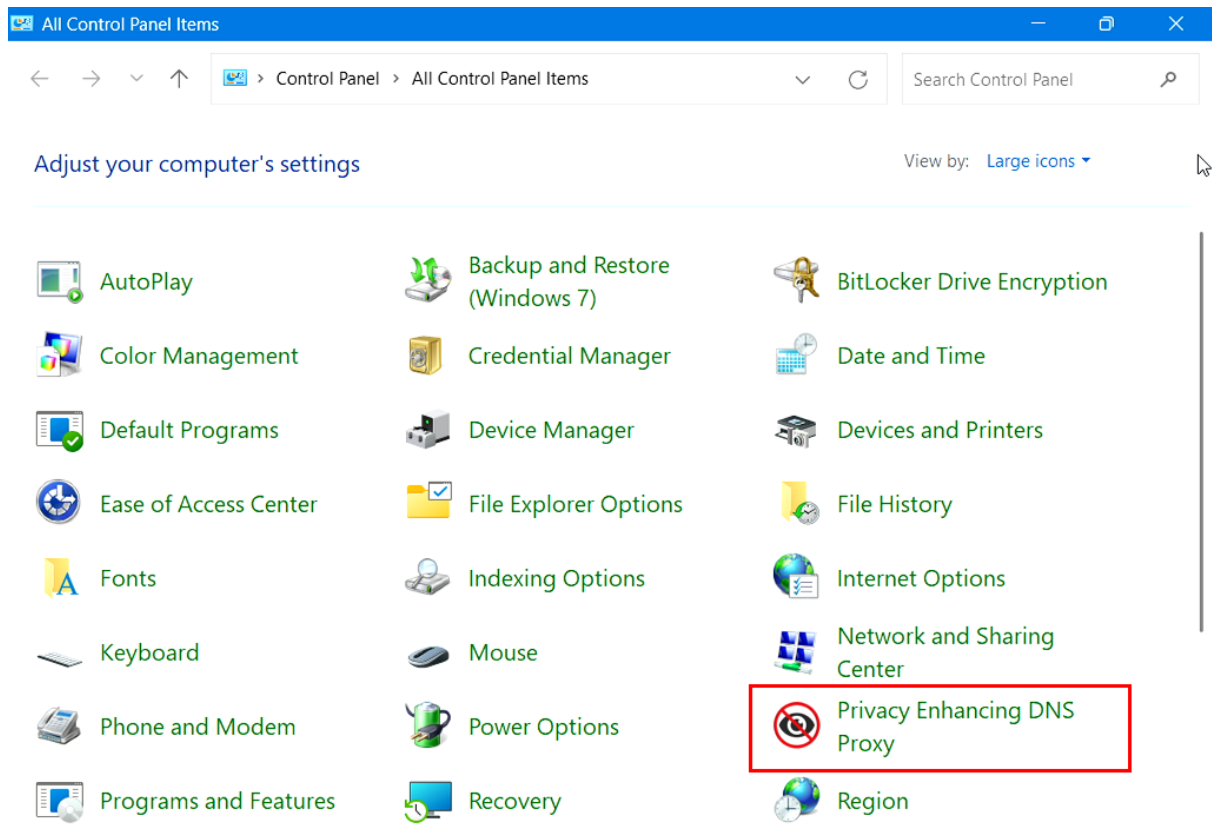 All Control Panel Items
Control Panel > All Control Panel Items
Search Control Panel
Adjust your computer's settings
View by: Large icons
AutoPlay
Backup and Restore
(Windows 7)
BitLocker Drive Encryption
Color Management
Credential Manager
Date and Time
Default Programs
Device Manager
Devices and Printers
Ease of Access Center
File Explorer Options
File History
Fonts
Indexing Options
Internet Options
Keyboard
Mouse
Network and Sharing
Center
Phone and Modem
Power Options
Privacy Enhancing DNS
Proxy
Programs and Features
Recovery
Region